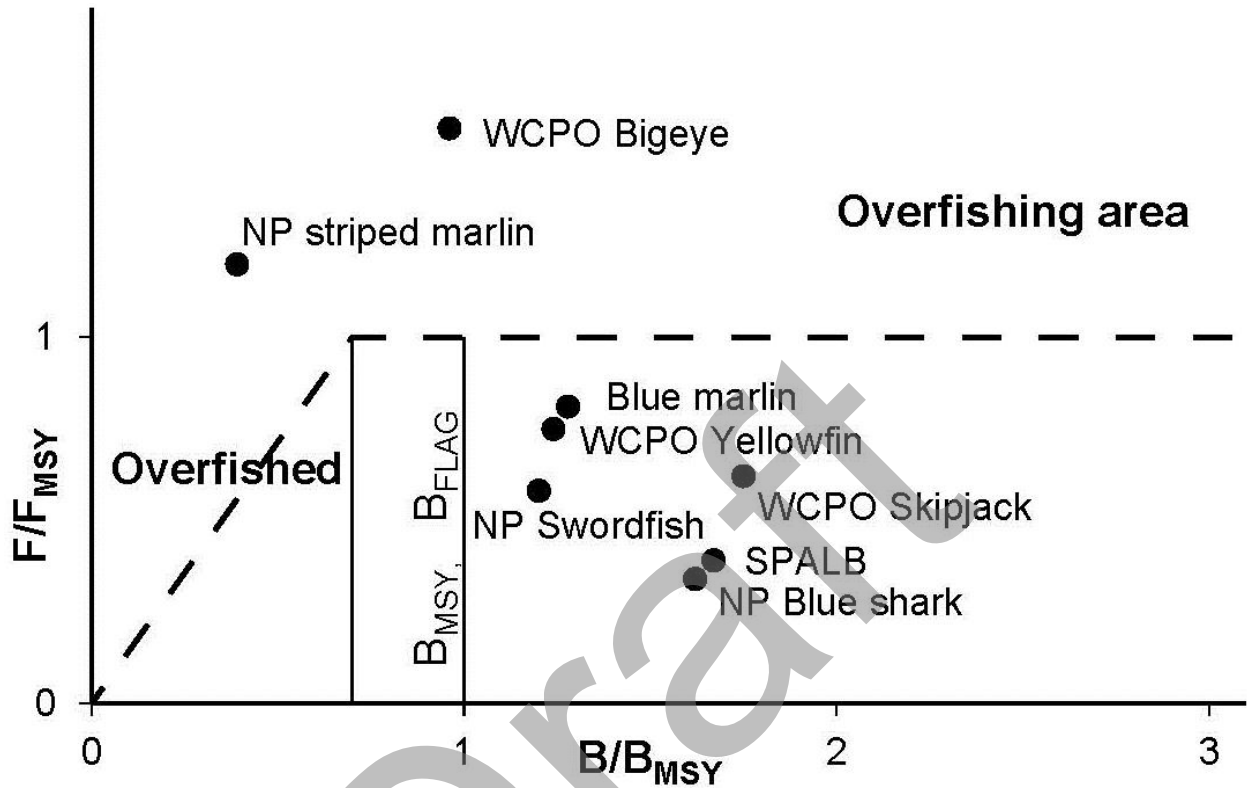 WCPO Bigeye
Overfishing area
NP striped marlin
1
Blue marlin
WCPO Yellowfin
Overfished
F/FMSY
BMSY, BFLAG
WCPO Skipjack
NP Swordfish
SPALB
NP Blue shark
0
0
1
2
3
B/BMSY
Draft